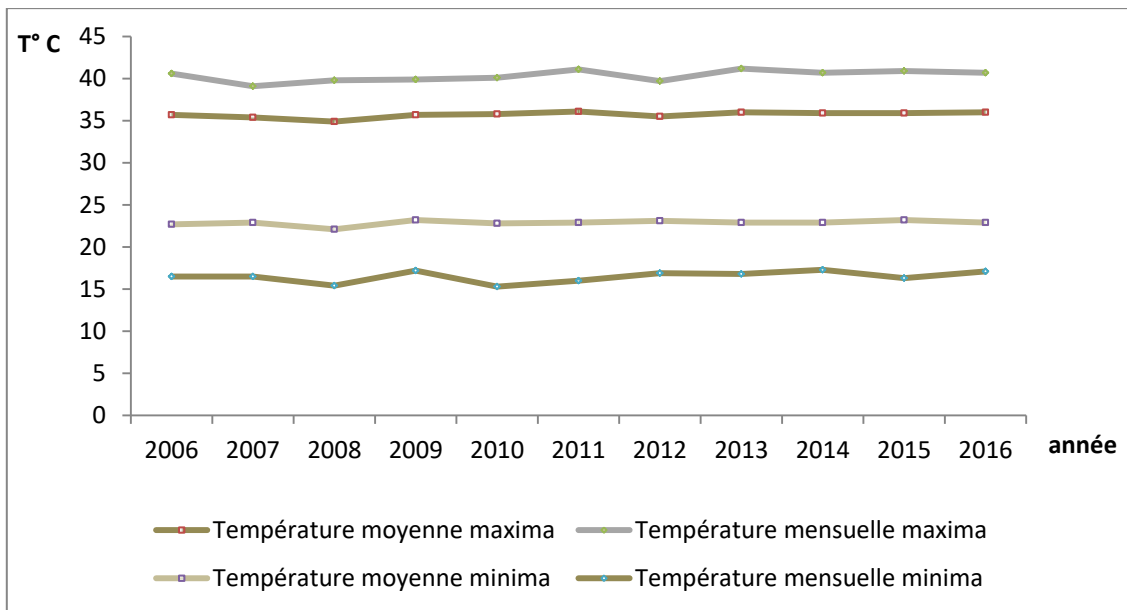 T° C
45
40
35
30
25
20
15
10
5
0
2006 2007 2008 2009 2010 2011 2012 2013 2014 2015 2016
année
Température moyenne maxima Température mensuelle maxima
Température moyenne minima Température mensuelle minima